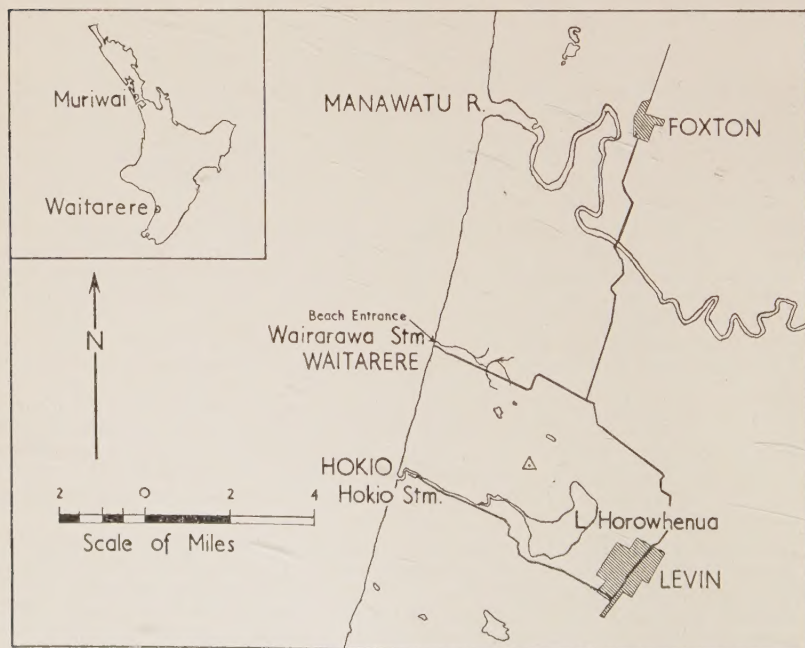 Muriwai
Waitarere
MANAWATU R.
FOXTON
N
Beach Entrance
Wairarawa Stm
WAITARERE
HOKIO
Hokio Stm.
2 0 2 4
Scale of Miles
L. Horowhenua
LEVIN